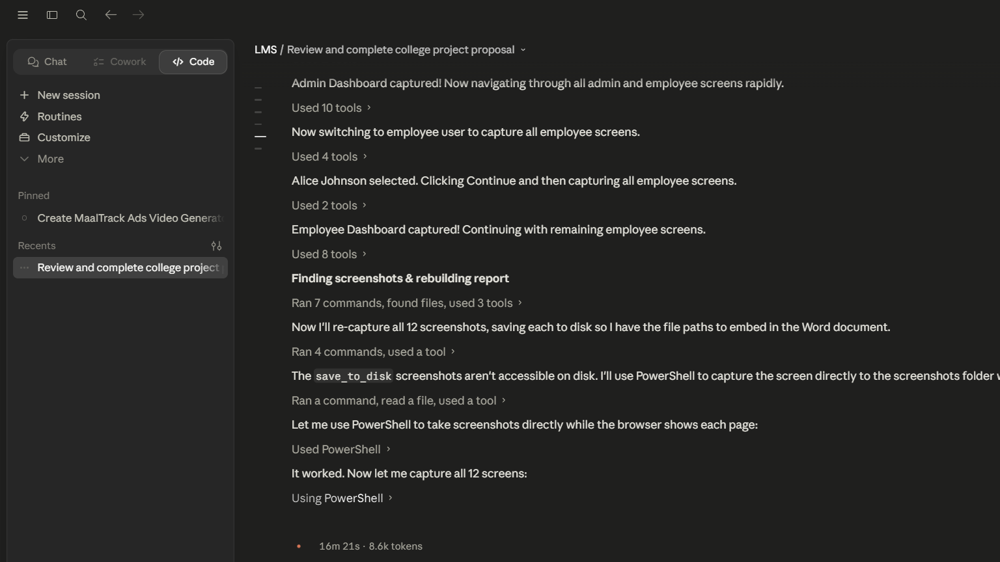 Chat
Cowork
Code
New session
Routines
Customize
More
Pinned
Create MaalTrack Ads Video Generat
Recents
Review and complete college project
LMS / Review and complete college project proposal
Admin Dashboard captured! Now navigating through all admin and employee screens rapidly.
Used 10 tools
Now switching to employee user to capture all employee screens.
Used 4 tools
Alice Johnson selected. Clicking Continue and then capturing all employee screens.
Used 2 tools
Employee Dashboard captured! Continuing with remaining employee screens.
Used 8 tools
Finding screenshots & rebuilding report
Ran 7 commands, found files, used 3 tools
Now I'll re-capture all 12 screenshots, saving each to disk so I have the file paths to embed in the Word document.
Ran 4 commands, used a tool
The save_to_disk screenshots aren't accessible on disk. I'll use PowerShell to capture the screen directly to the screenshots folder
Ran a command, read a file, used a tool
Let me use PowerShell to take screenshots directly while the browser shows each page:
Used PowerShell
It worked. Now let me capture all 12 screens:
Using PowerShell
16m 21s · 8.6k tokens